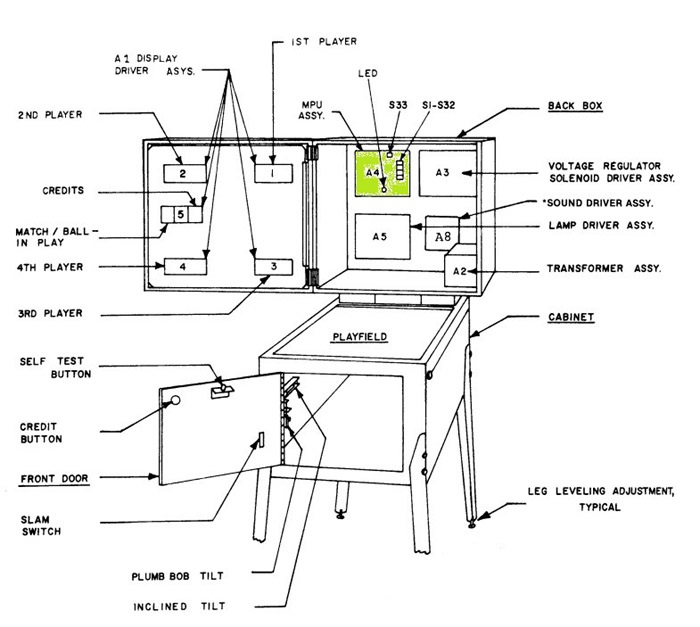 1ST PLAYER
A1 DISPLAY
DRIVER ASYS.
LED
MPU
ASSY.
S33
S1-S32
BACK BOX
2ND PLAYER
2
1
A4
A3
VOLTAGE REGULATOR
SOLENOID DRIVER ASSY.
CREDITS
5
*SOUND DRIVER ASSY.
MATCH / BALL-
IN PLAY
A5
A8
LAMP DRIVER ASSY.
4TH PLAYER
4
3
A2
TRANSFORMER ASSY.
3RD PLAYER
CABINET
PLAYFIELD
SELF TEST
BUTTON
CREDIT
BUTTON
FRONT DOOR
SLAM
SWITCH
LEG LEVELING ADJUSTMENT,
TYPICAL
PLUMB BOB TILT
INCLINED TILT